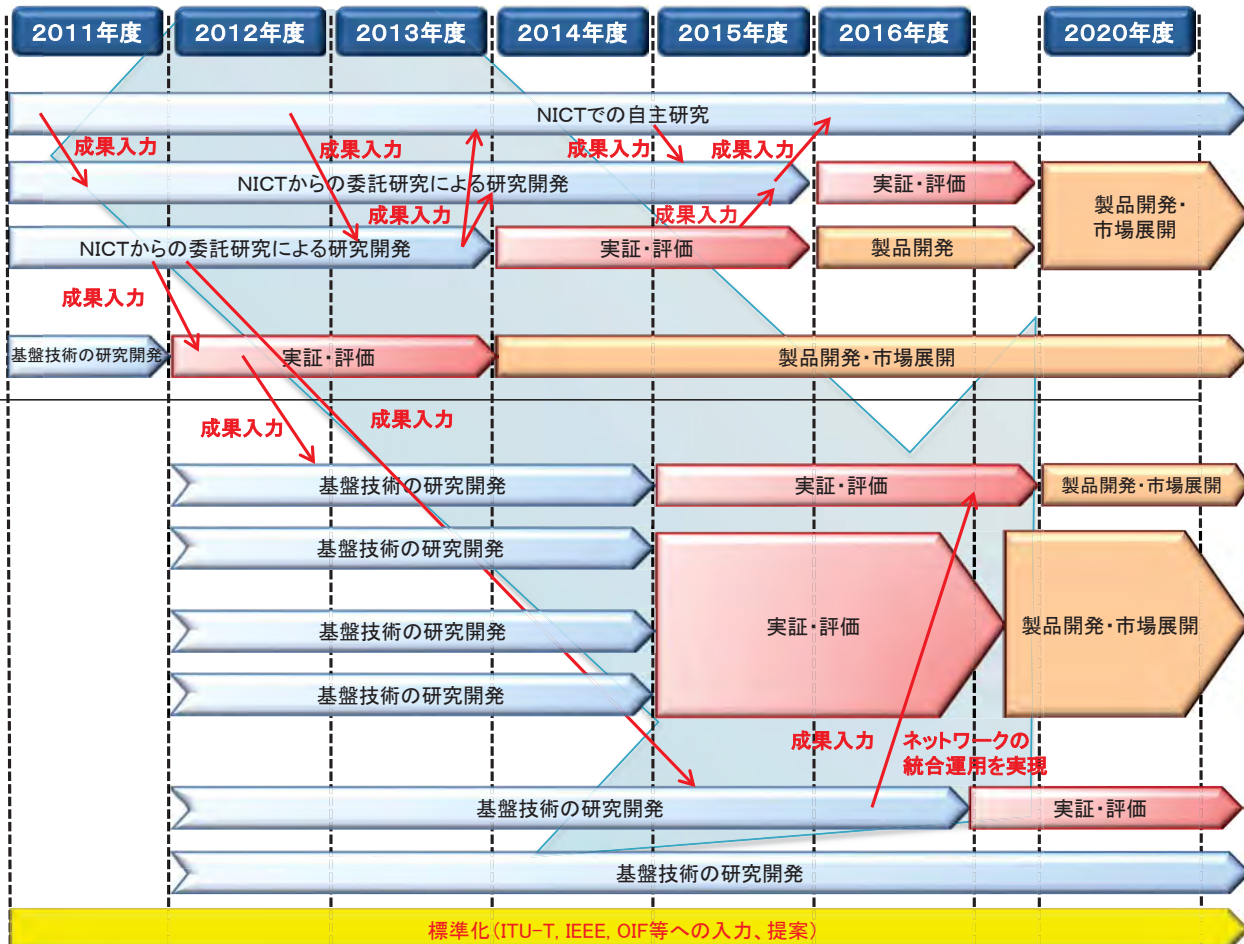 2011年度
2012年度
2013年度
2014年度
2015年度
2016年度
2020年度
NICTでの自主研究
成果入力
成果入力
成果入力
成果入力
NICTからの委託研究による研究開発
実証・評価
製品開発・
市場展開
成果入力
成果入力
NICTからの委託研究による研究開発
実証・評価
製品開発
成果入力
基盤技術の研究開発
実証・評価
製品開発・市場展開
成果入力
成果入力
基盤技術の研究開発
実証・評価
製品開発・市場展開
基盤技術の研究開発
基盤技術の研究開発
実証・評価
製品開発・市場展開
基盤技術の研究開発
成果入力
ネットワークの
統合運用を実現
基盤技術の研究開発
実証・評価
基盤技術の研究開発
標準化(ITU-T, IEEE, OIF等への入力、提案)